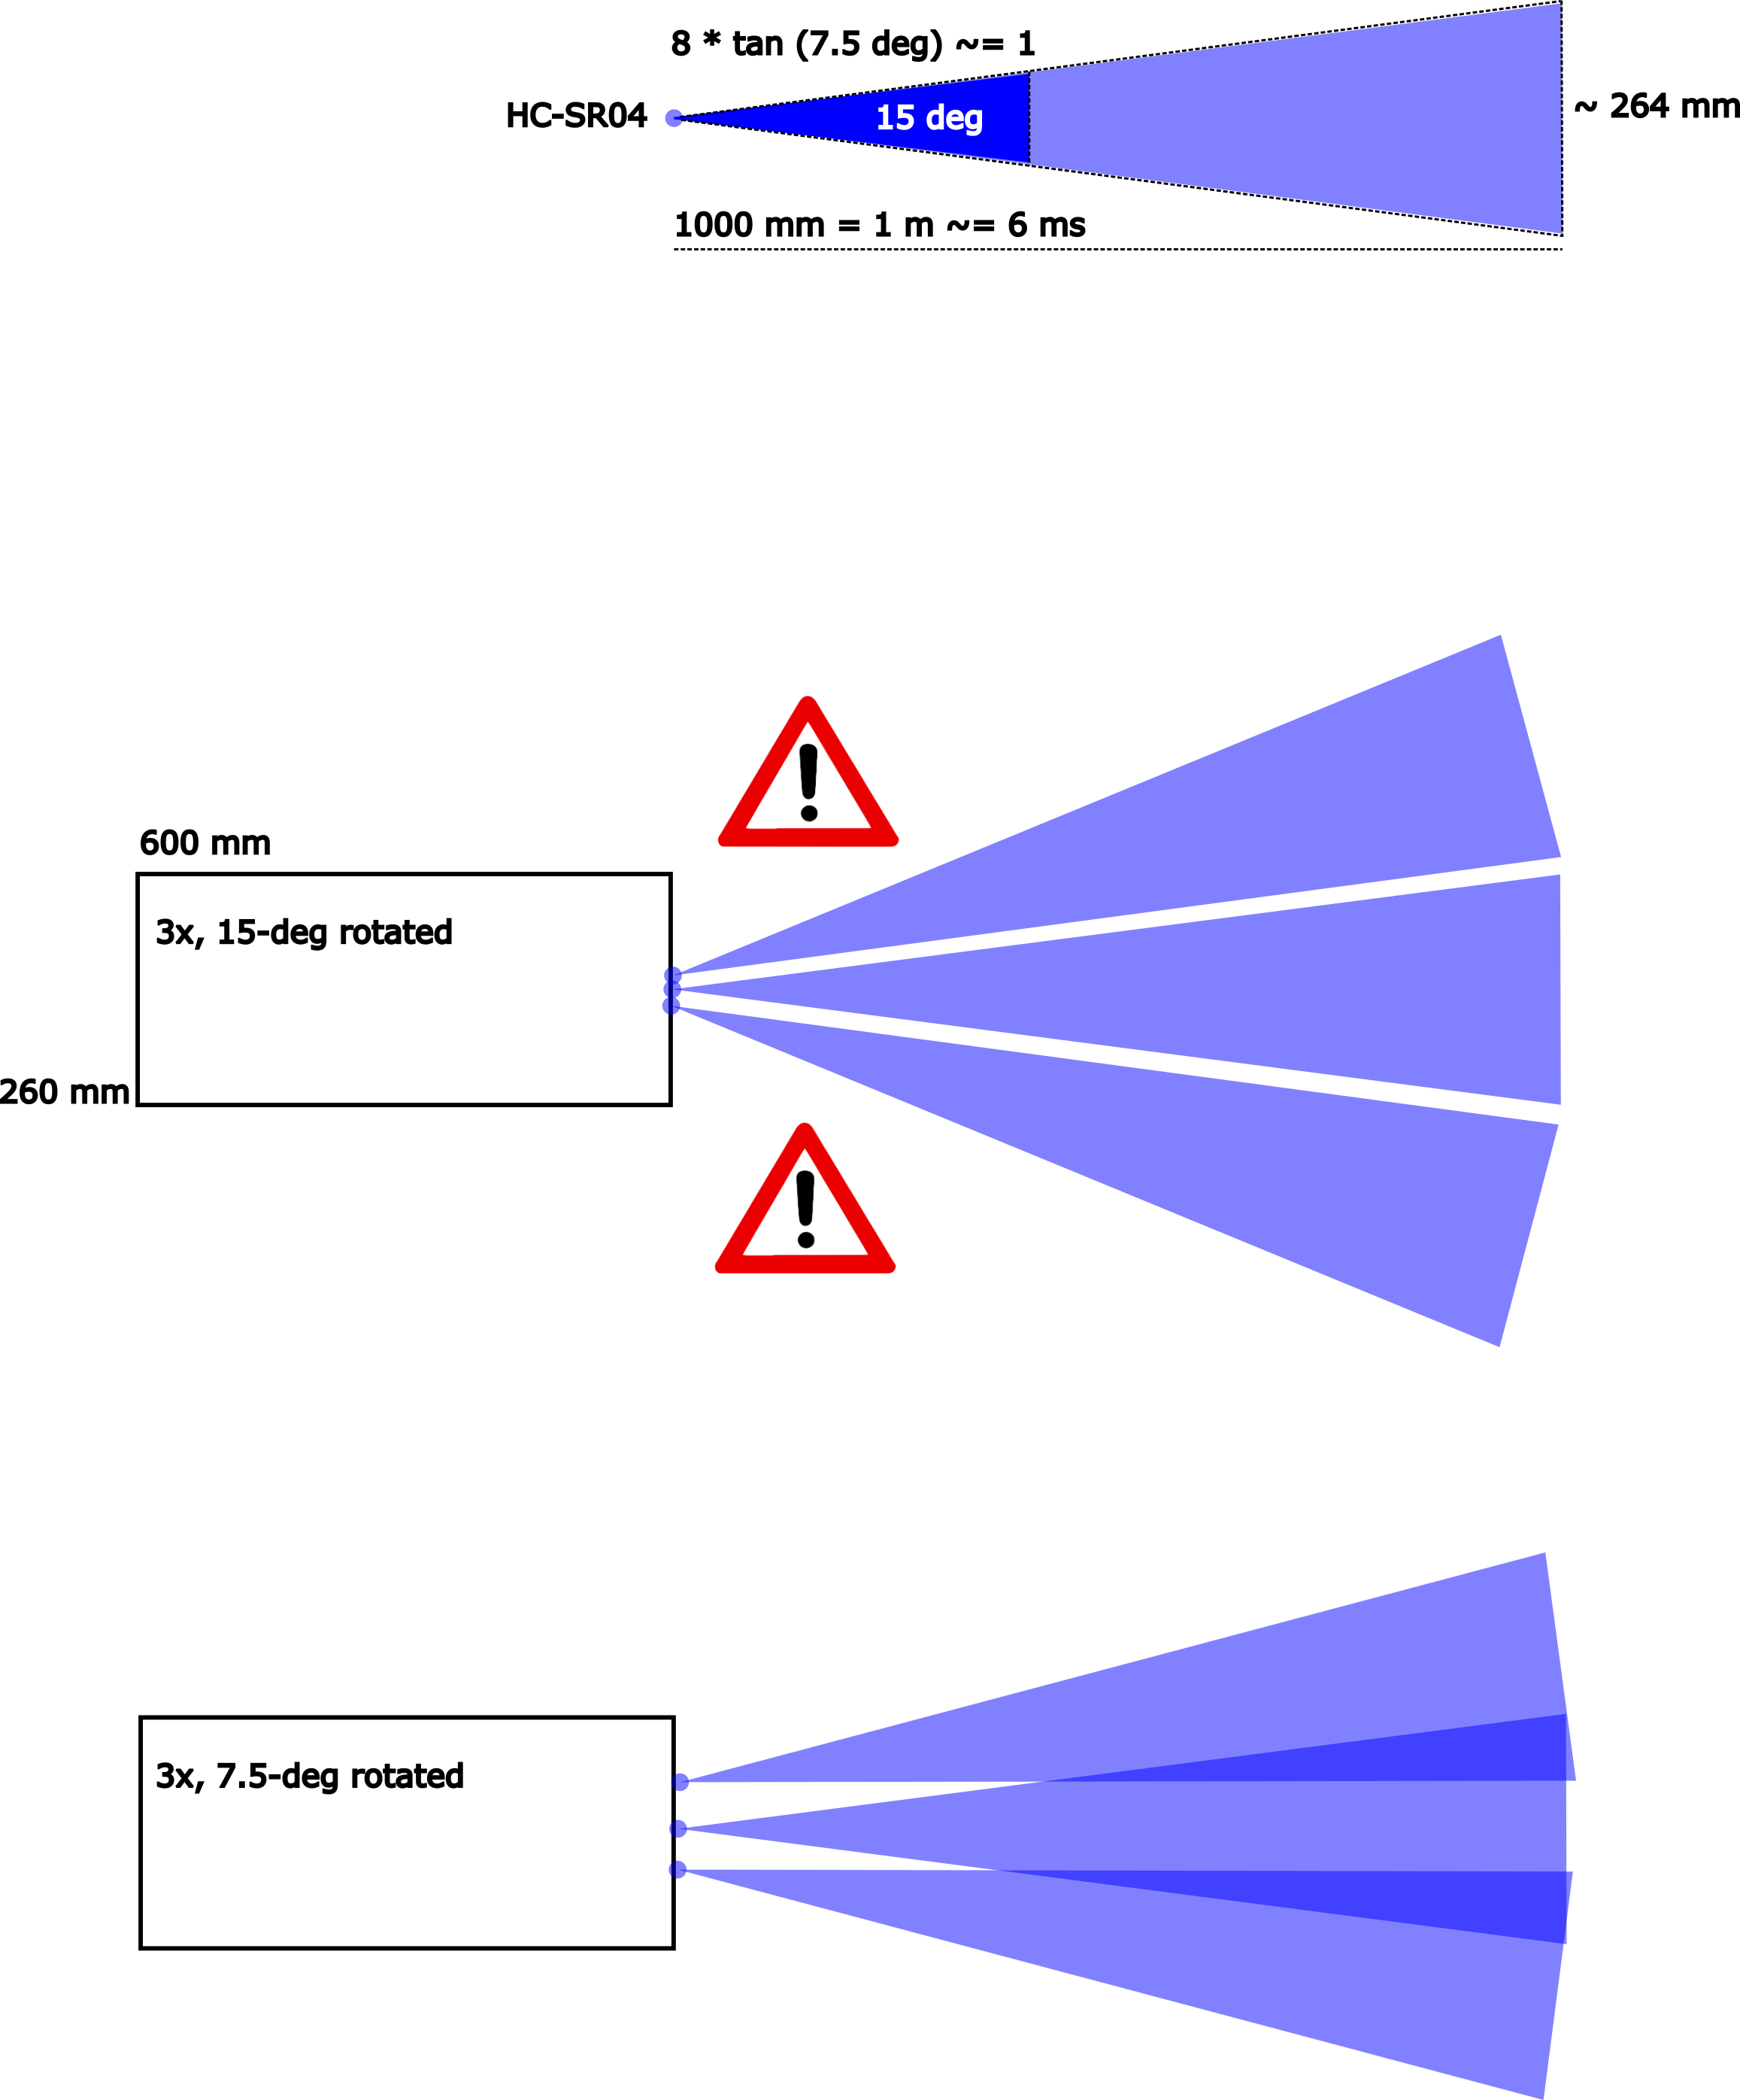 8 * tan (7.5 deg) ~= 1
HC-SR04
15 deg
~ 264 mm
1000 mm = 1 m ~= 6 ms
600 mm
3x, 15-deg rotated
260 mm
3x, 7.5-deg rotated